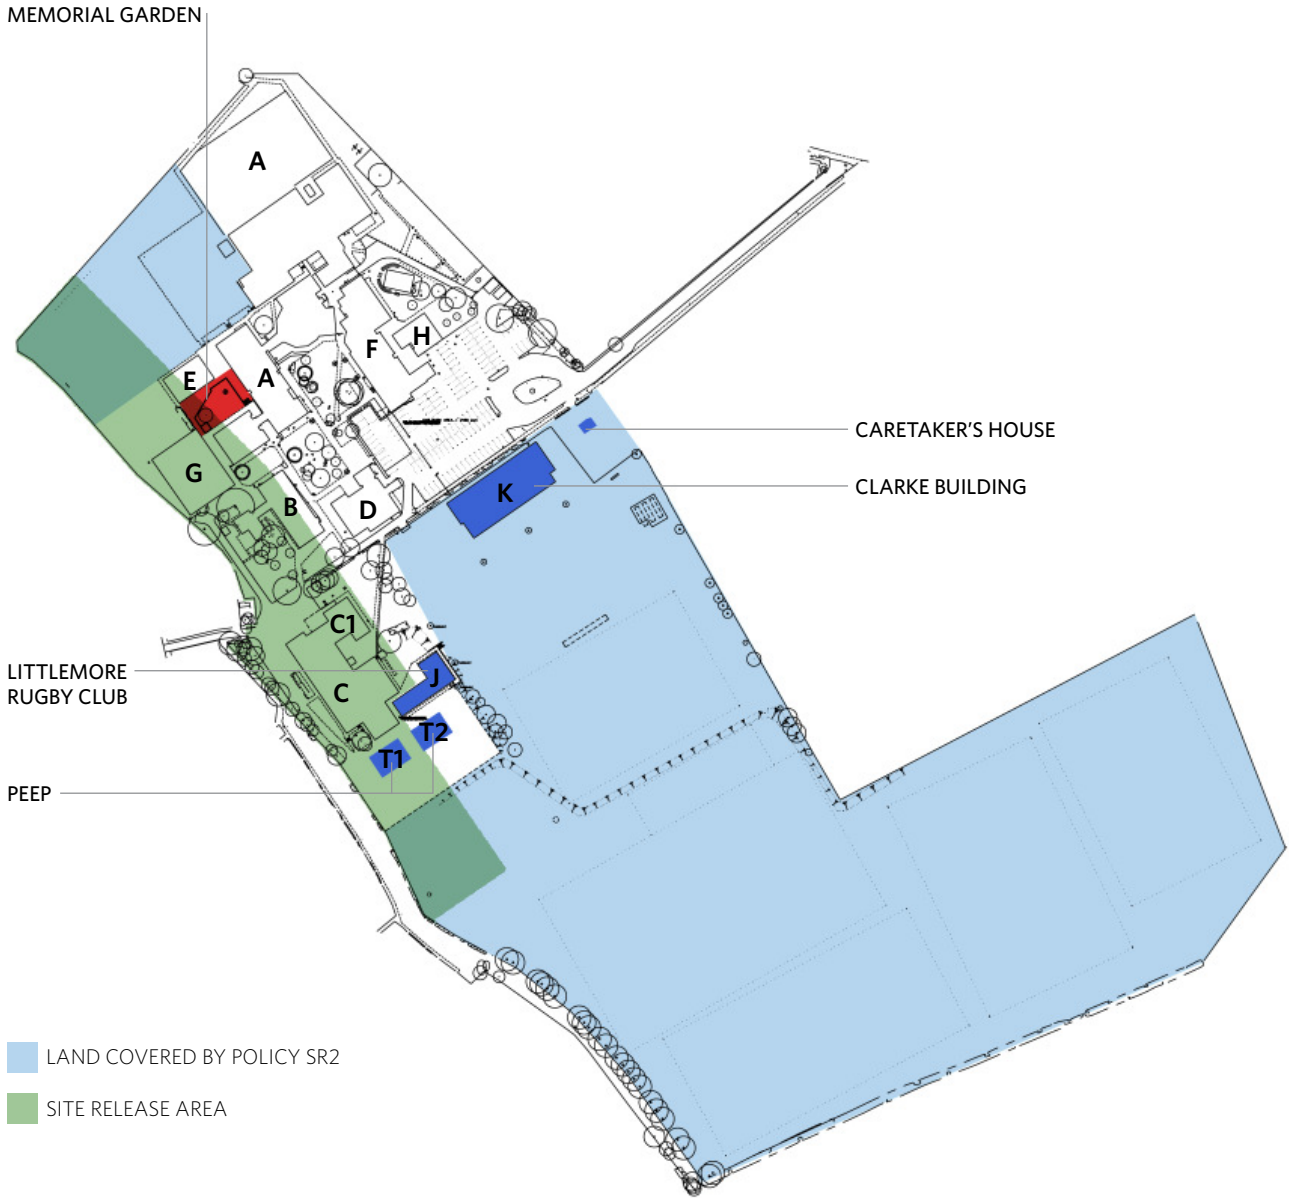 MEMORIAL GARDEN
A
H
F
E
A
CARETAKER'S HOUSE
G
CLARKE BUILDING
K
B
D
C1
LITTLEMORE
RUGBY CLUB
J
C
T2
T1
PEEP
LAND COVERED BY POLICY SR2
SITE RELEASE AREA